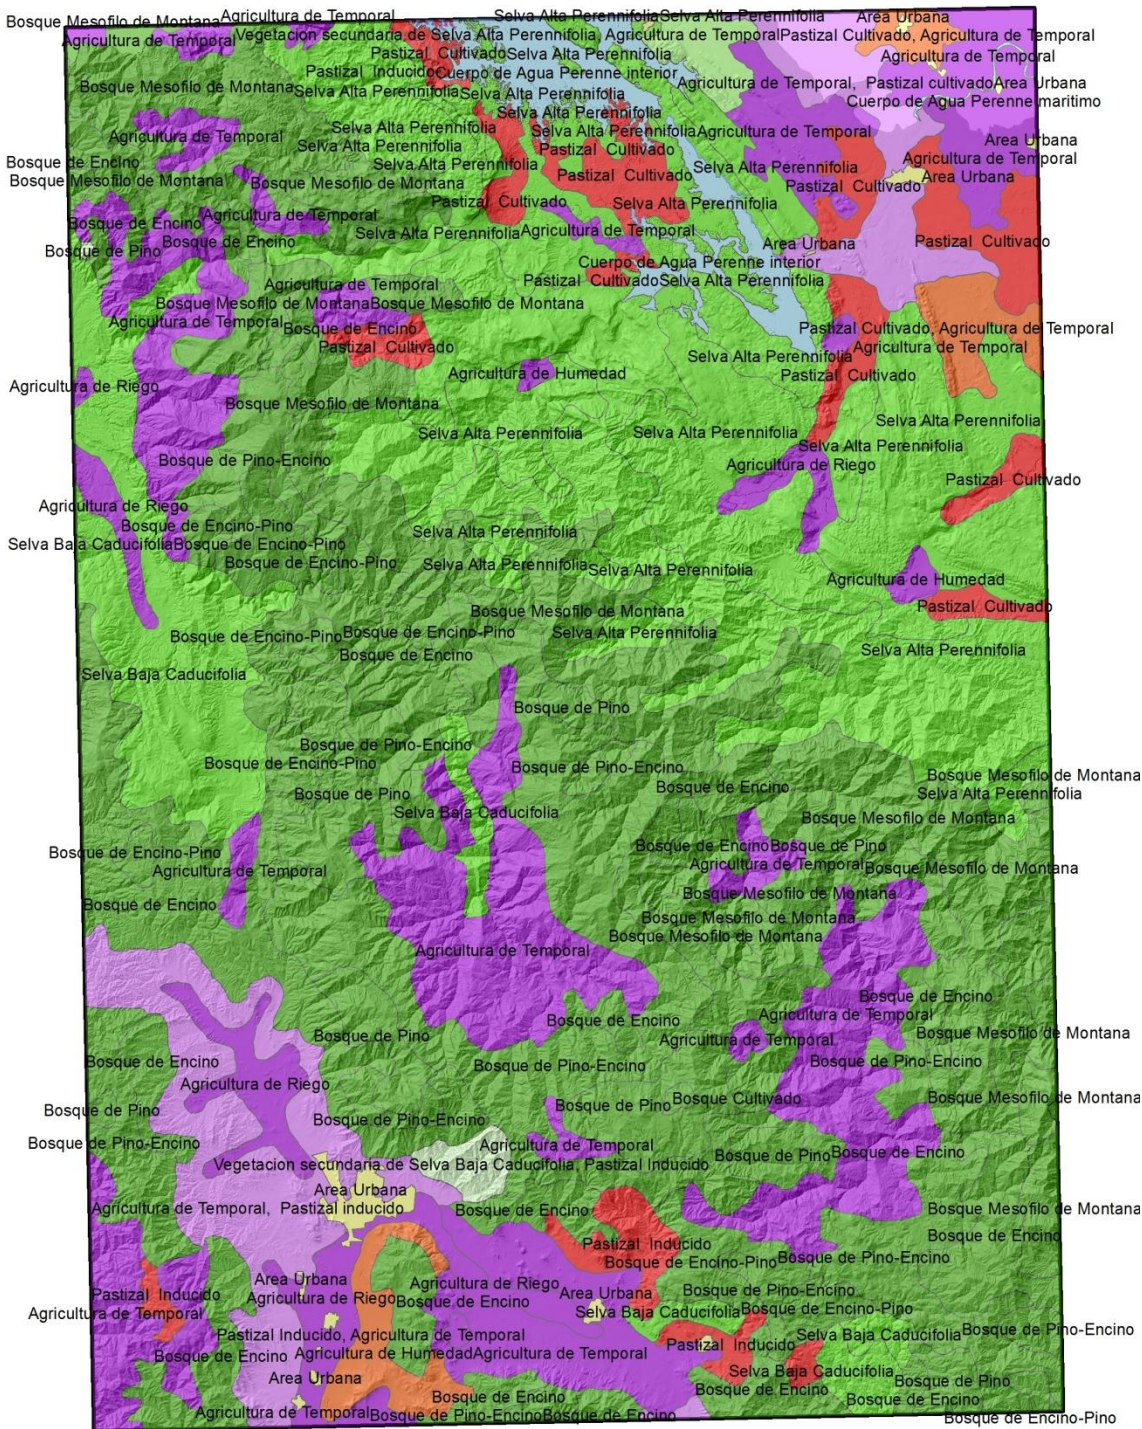 Bosque Mesofilo de Montana
Agricultura de Temporal
Selva Alta Perennifolia
Selva Alta Perennifolia
Area Urbana
Agricultura de Temporal
Vegetacion secundaria de Selva Alta Perennifolia, Agricultura de Temporal
Pastizal Cultivado, Agricultura de Temporal
Pastizal Cultivado
Selva Alta Perennifolia
Agricultura de Temporal
Pastizal Inducido
Cuerpo de Agua Perenne interior
Bosque Mesofilo de Montana
Selva Alta Perennifolia
Selva Alta Perennifolia
Agricultura de Temporal, Pastizal cultivado
Area Urbana
Cuerpo de Agua Perenne maritimo
Selva Alta Perennifolia
Agricultura de Temporal
Selva Alta Perennifolia
Selva Alta Perennifolia
Agricultura de Temporal
Area Urbana
Selva Alta Perennifolia
Pastizal Cultivado
Bosque de Encino
Selva Alta Perennifolia
Selva Alta Perennifolia
Agricultura de Temporal
Bosque Mesofilo de Montana
Bosque Mesofilo de Montana
Pastizal Cultivado
Pastizal Cultivado
Area Urbana
Pastizal Cultivado
Selva Alta Perennifolia
Bosque de Encino
Agricultura de Temporal
Selva Alta Perennifolia
Agricultura de Temporal
Bosque de Pino
Bosque de Encino
Area Urbana
Pastizal Cultivado
Cuerpo de Agua Perenne interior
Agricultura de Temporal
Pastizal Cultivado
Selva Alta Perennifolia
Bosque Mesofilo de Montana
Bosque Mesofilo de Montana
Agricultura de Temporal
Bosque de Encino
Pastizal Cultivado, Agricultura de Temporal
Pastizal Cultivado
Agricultura de Temporal
Selva Alta Perennifolia
Agricultura de Riego
Agricultura de Humedad
Pastizal Cultivado
Bosque Mesofilo de Montana
Selva Alta Perennifolia
Selva Alta Perennifolia
Selva Alta Perennifolia
Selva Alta Perennifolia
Bosque de Pino-Encino
Agricultura de Riego
Pastizal Cultivado
Agricultura de Riego
Bosque de Encino-Pino
Selva Alta Perennifolia
Selva Baja Caducifolia
Bosque de Encino-Pino
Bosque de Encino-Pino
Selva Alta Perennifolia
Selva Alta Perennifolia
Agricultura de Humedad
Bosque Mesofilo de Montana
Pastizal Cultivado
Bosque de Encino-Pino
Bosque de Encino-Pino
Selva Alta Perennifolia
Bosque de Encino
Selva Alta Perennifolia
Selva Baja Caducifolia
Bosque de Pino
Bosque de Pino-Encino
Bosque de Encino-Pino
Bosque de Pino-Encino
Bosque Mesofilo de Montana
Bosque de Pino
Bosque de Encino
Selva Alta Perennifolia
Selva Baja Caducifolia
Bosque Mesofilo de Montana
Bosque de Encino-Pino
Bosque de Encino
Bosque de Pino
Agricultura de Temporal
Agricultura de Temporal
Bosque Mesofilo de Montana
Bosque de Encino
Bosque Mesofilo de Montana
Bosque Mesofilo de Montana
Bosque Mesofilo de Montana
Agricultura de Temporal
Bosque de Encino
Bosque de Pino
Bosque de Encino
Agricultura de Temporal
Agricultura de Temporal
Bosque Mesofilo de Montana
Bosque de Encino
Bosque de Pino-Encino
Bosque de Pino-Encino
Agricultura de Riego
Bosque de Pino
Bosque de Pino
Bosque Cultivado
Bosque Mesofilo de Montana
Bosque de Pino-Encino
Bosque de Pino-Encino
Agricultura de Temporal
Bosque de Pino
Bosque de Encino
Vegetacion secundaria de Selva Baja Caducifolia, Pastizal Inducido
Area Urbana
Agricultura de Temporal, Pastizal inducido
Bosque de Encino
Bosque Mesofilo de Montana
Bosque de Encino
Pastizal Inducido
Bosque de Encino-Pino
Bosque de Pino-Encino
Area Urbana
Agricultura de Riego
Pastizal Inducido
Agricultura de Riego
Bosque de Encino
Area Urbana
Bosque de Pino-Encino
Agricultura de Temporal
Selva Baja Caducifolia
Bosque de Encino-Pino
Pastizal Inducido, Agricultura de Temporal
Selva Baja Caducifolia
Bosque de Pino-Encino
Bosque de Encino
Agricultura de Humedad
Agricultura de Temporal
Pastizal Inducido
Area Urbana
Selva Baja Caducifolia
Bosque de Pino
Bosque de Encino
Bosque de Encino
Bosque de Encino
Agricultura de Temporal
Bosque de Pino-Encino
Bosque de Encino
Bosque de Encino-Pino